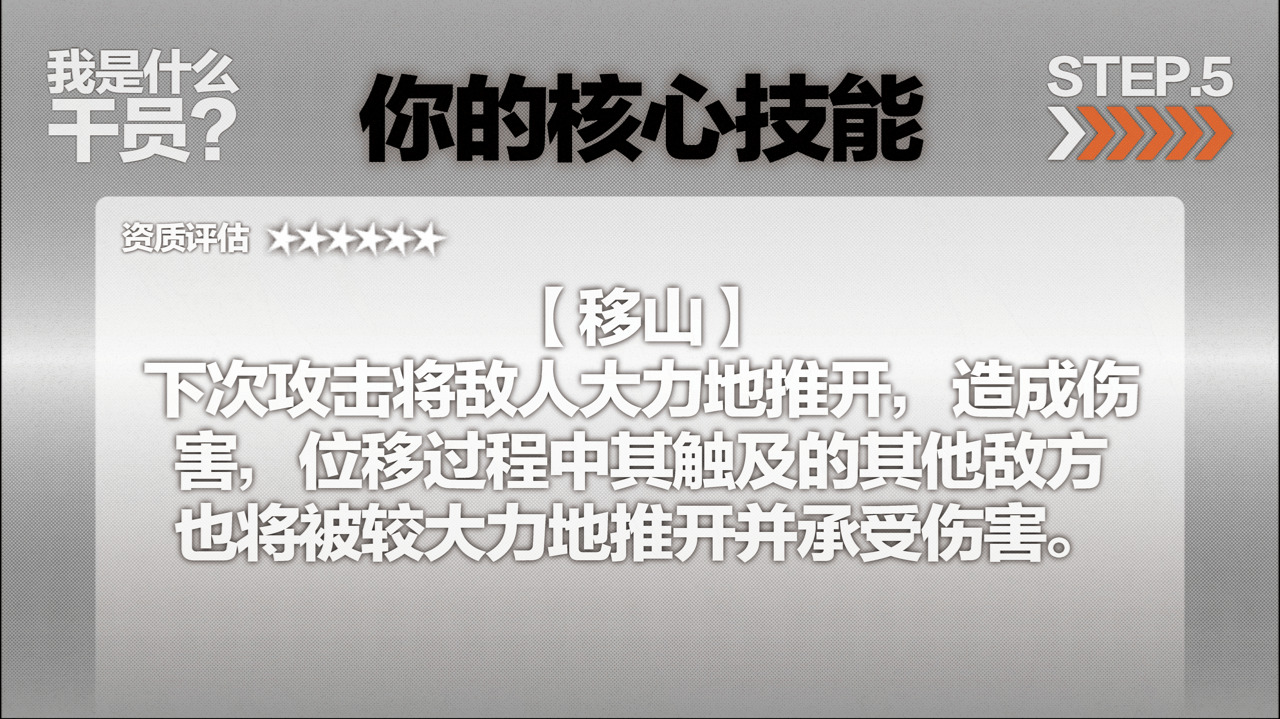 我是什么
干员?
你的核心技能
STEP.5
资质评估 ★★★★★★
【移山】
下次攻击将敌人大力地推开，造成伤
害，位移过程中其触及的其他敌方
也将被较大力地推开并承受伤害。